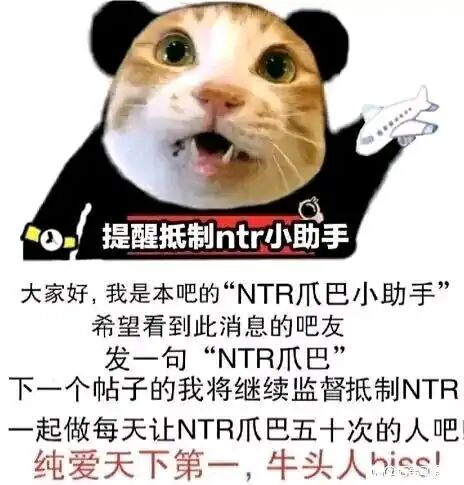 提醒抵制ntr小助手
大家好，我是本吧的“NTR爪巴小助手”
希望看到此消息的吧友
发一句“NTR爪巴”
下一个帖子的我将继续监督抵制NTR
一起做每天让NTR爪巴五十次的人吧!
纯爱天下第一，牛头人biss!